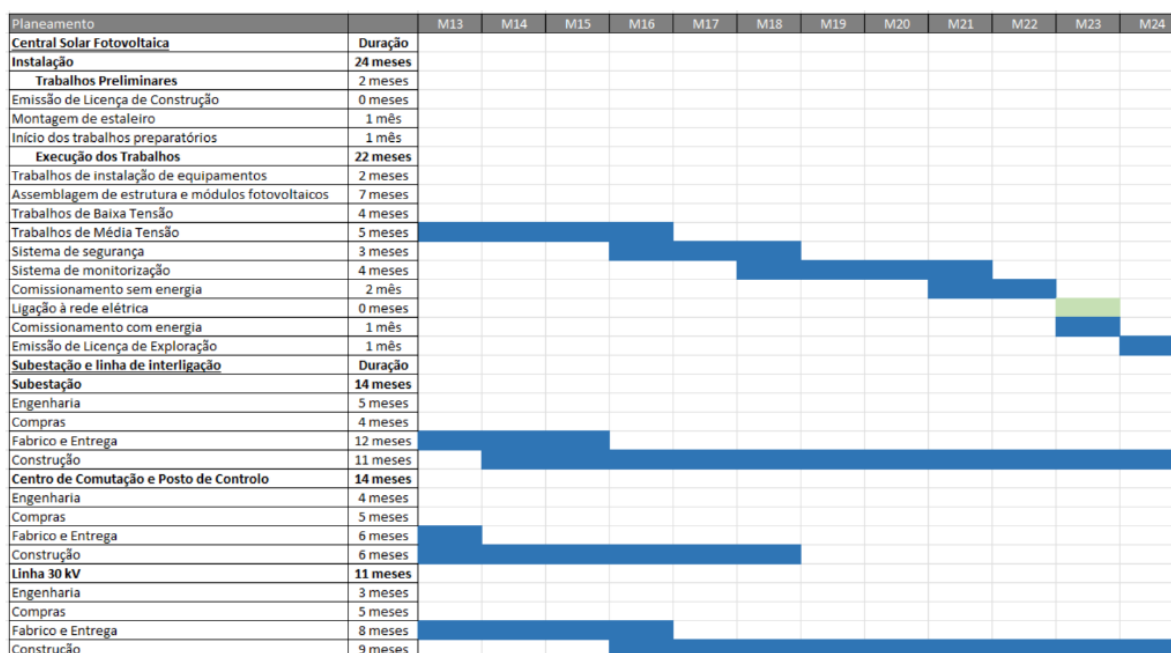 Planeamento M13 M14 M15 M16 M17 M18 M19 M20 M21 M22 M23 M24
Central Solar Fotovoltaica Duração
Instalação 24 meses
Trabalhos Preliminares 2 meses
Emissão de Licença de Construção 0 meses
Montagem de estaleiro 1 mês
Início dos trabalhos preparatórios 1 mês
Execução dos Trabalhos 22 meses
Trabalhos de instalação de equipamentos 2 meses
Assemblagem de estrutura e módulos fotovoltaicos 7 meses
Trabalhos de Baixa Tensão 4 meses
Trabalhos de Média Tensão 5 meses
Sistema de segurança 3 meses
Sistema de monitorização 4 meses
Comissionamento sem energia 2 mês
Ligação à rede elétrica 0 meses
Comissionamento com energia 1 mês
Emissão de Licença de Exploração 1 mês
Subestação e linha de interligação Duração
Subestação 14 meses
Engenharia 5 meses
Compras 4 meses
Fabrico e Entrega 12 meses
Construção 11 meses
Centro de Comutação e Posto de Controlo 14 meses
Engenharia 4 meses
Compras 5 meses
Fabrico e Entrega 6 meses
Construção 6 meses
Linha 30 kV 11 meses
Engenharia 3 meses
Compras 5 meses
Fabrico e Entrega 8 meses
Construção 9 meses